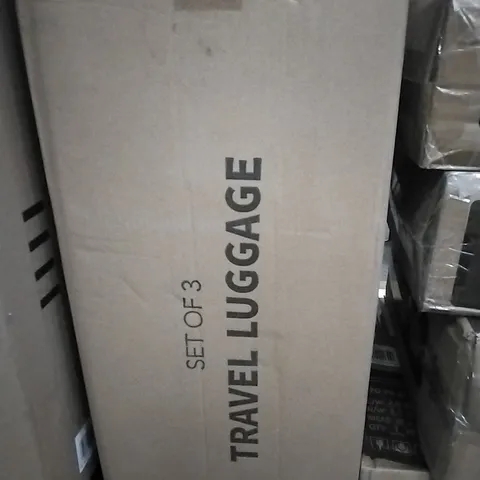 SET OF 3
TRAVEL LUGGAGE